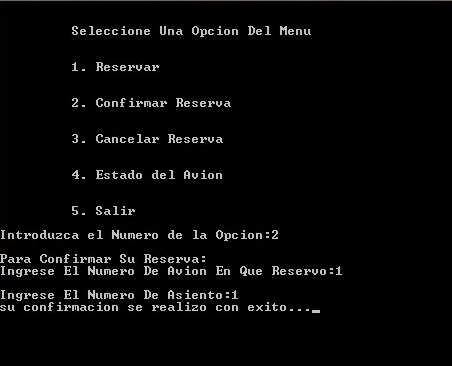 Seleccione Una Opcion Del Menu
1. Reservar
2. Confirmar Reserva
3. Cancelar Reserva
4. Estado del Avion
5. Salir
Introduzca el Numero de la Opcion:2
Para Confirmar Su Reserva:
Ingrese El Numero De Avion En Que Reservo:1
Ingrese El Numero De Asiento:1
su confirmacion se realizo con exito..._